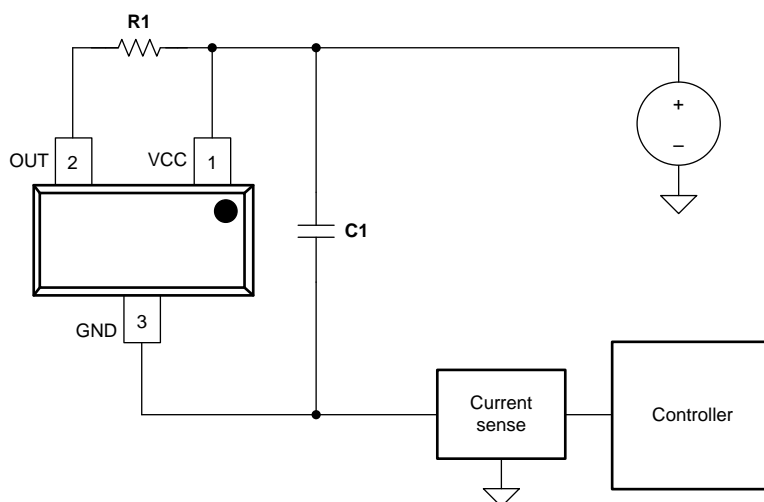 R1
+
−
OUT 2 VCC 1
C1
GND 3
Current
sense
Controller